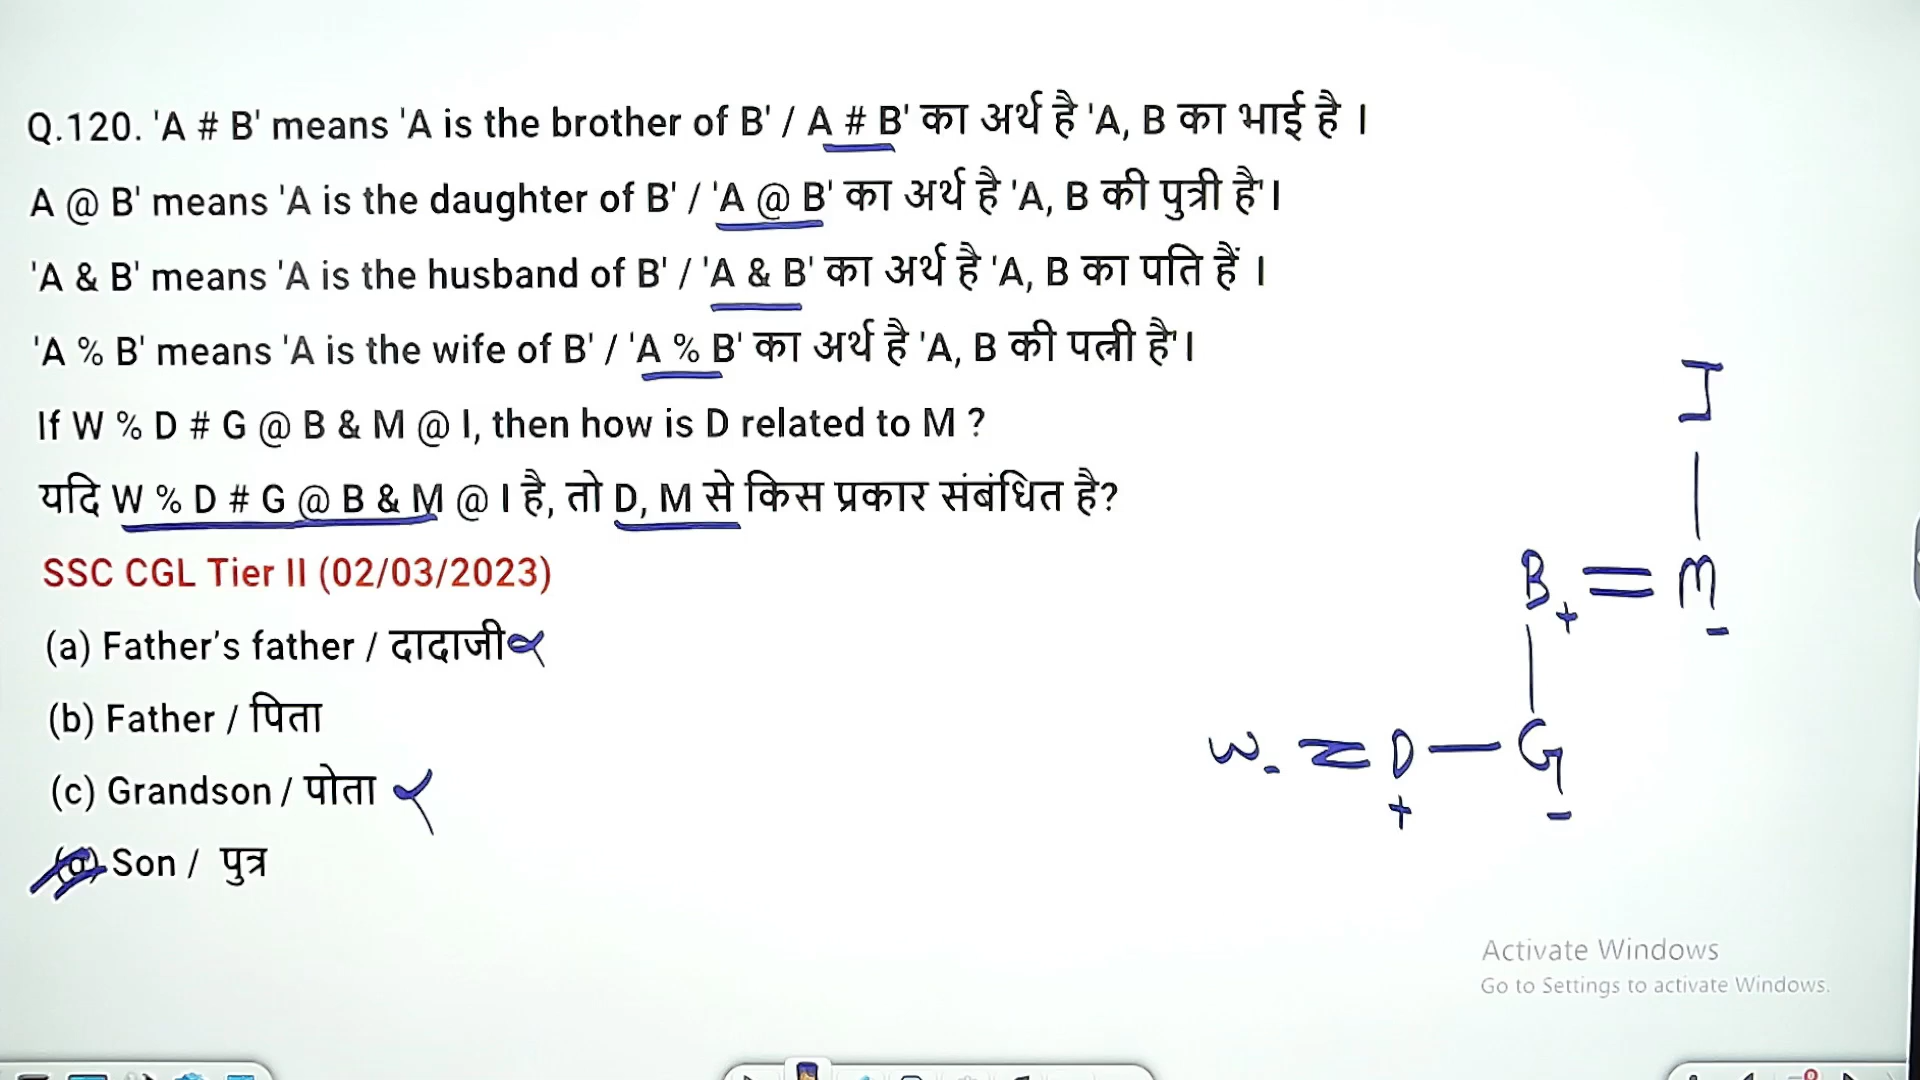 Q.120. 'A # B' means 'A is the brother of B' / A # B' का अर्थ है 'A, B का भाई है ।
A @ B' means 'A is the daughter of B' / 'A @ B' का अर्थ है 'A, B की पुत्री है'।
'A & B' means 'A is the husband of B' / 'A & B' का अर्थ है 'A, B का पति हैं ।
'A % B' means 'A is the wife of B' / 'A % B' का अर्थ है 'A, B की पत्नी है'।
If W % D # G @ B & M @ I, then how is D related to M ?
यदि W % D # G @ B & M @ I है, तो D, M से किस प्रकार संबंधित है?
SSC CGL Tier II (02/03/2023)
(a) Father's father / दादाजी
(b) Father / पिता
(c) Grandson / पोता
(d) Son / पुत्र
I
B + = M -
W - = D + — G -
Activate Windows
Go to Settings to activate Windows.